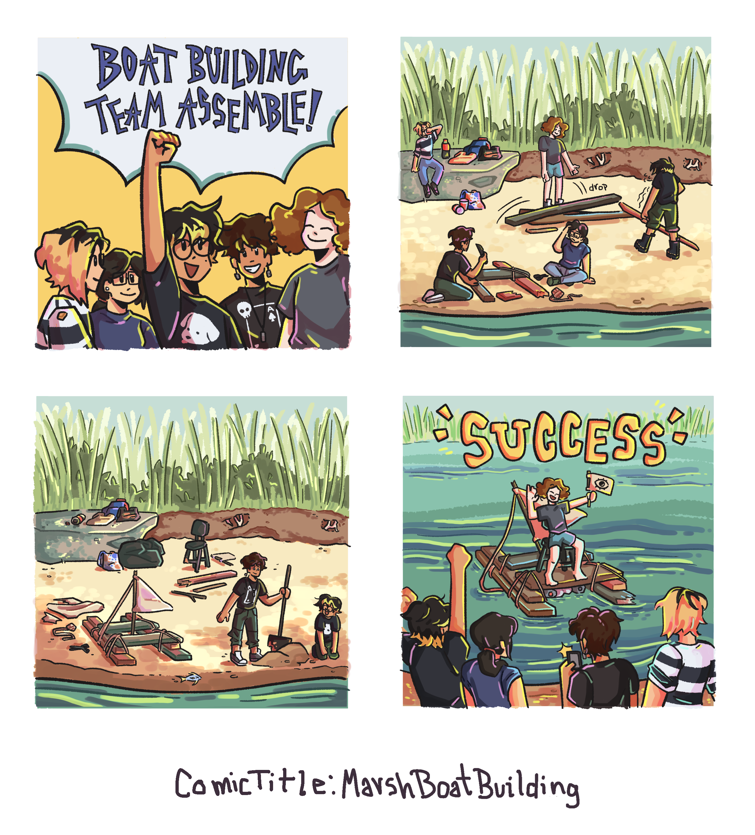 BOAT BUILDING
TEAM ASSEMBLE!
drop
SUCCESS
ComicTitle: MarshBoatBuilding